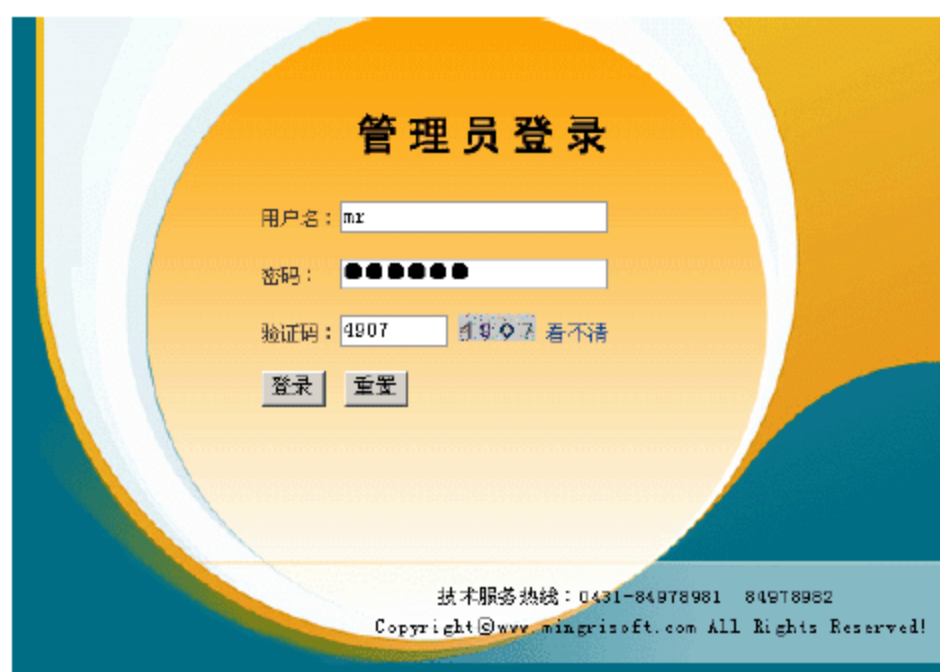 管理员登录
用户名：mr
密码：●●●●●●
验证码：4907 4907 看不清
登录 重置
技术服务热线：0431-84978981 84978982
Copyright©www.mingrisoft.com All Rights Reserved!